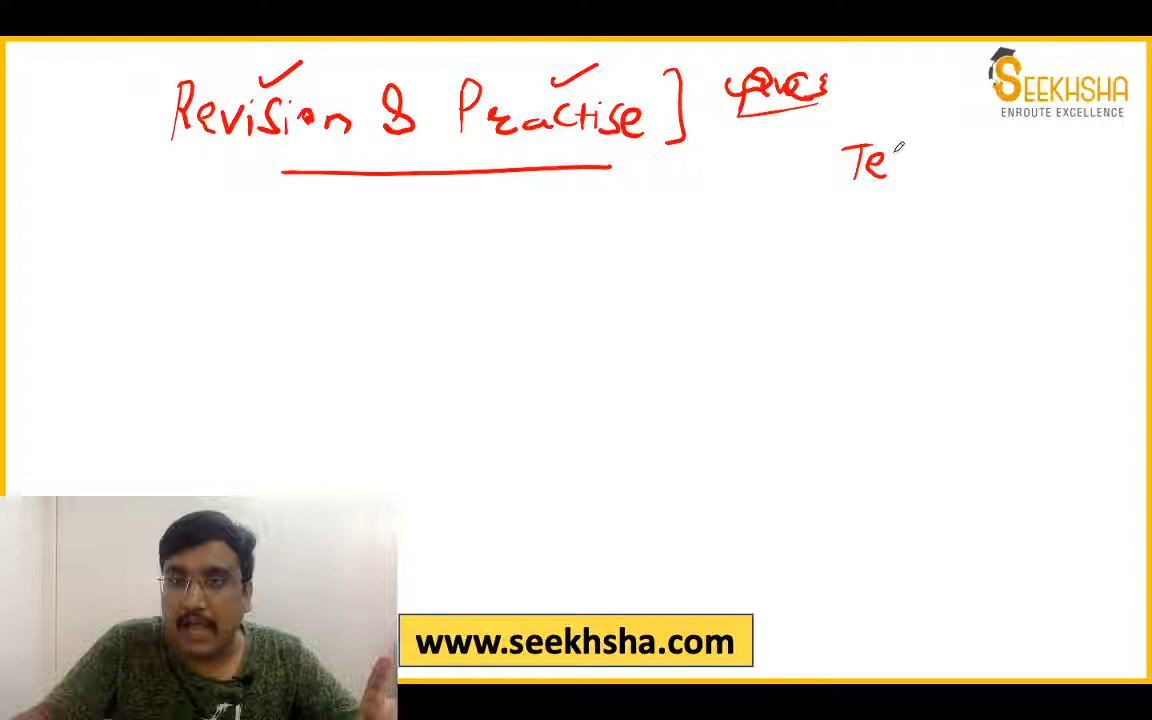 Revision & Practise ]
SEEKHSHA
ENROUTE EXCELLENCE
Te
www.seekhsha.com